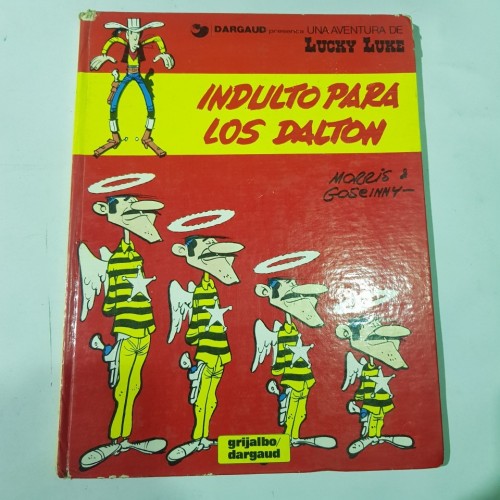 DARGAUD presenta UNA AVENTURA DE
LUCKY LUKE
INDULTO PARA
LOS DALTON
MORRIS &
GOSCINNY
grijalbo/
dargaud